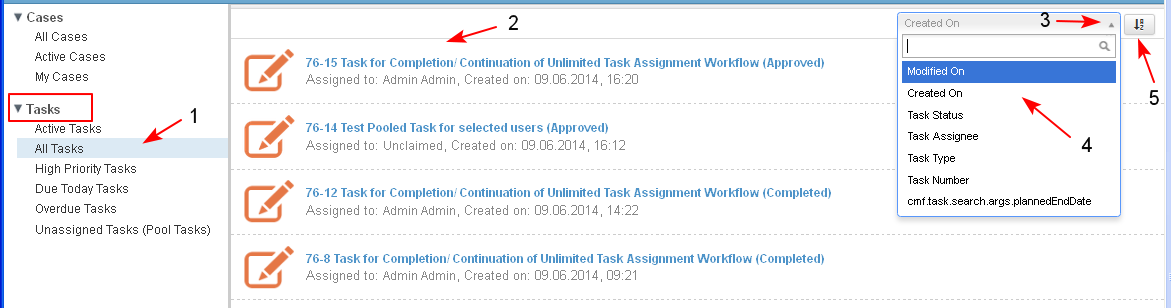 Cases
All Cases
Active Cases
My Cases
Tasks
1
Active Tasks
All Tasks
High Priority Tasks
Due Today Tasks
Overdue Tasks
Unassigned Tasks (Pool Tasks)
2
76-15 Task for Completion/ Continuation of Unlimited Task Assignment Workflow (Approved)
Assigned to: Admin Admin, Created on: 09.06.2014, 16:20
76-14 Test Pooled Task for selected users (Approved)
Assigned to: Unclaimed, Created on: 09.06.2014, 16:12
76-12 Task for Completion/ Continuation of Unlimited Task Assignment Workflow (Completed)
Assigned to: Admin Admin, Created on: 09.06.2014, 14:22
76-8 Task for Completion/ Continuation of Unlimited Task Assignment Workflow (Completed)
Assigned to: Admin Admin, Created on: 09.06.2014, 09:21
Created On
3
Modified On
Created On
Task Status
Task Assignee
4
Task Type
Task Number
cmf.task.search.args.plannedEndDate
5